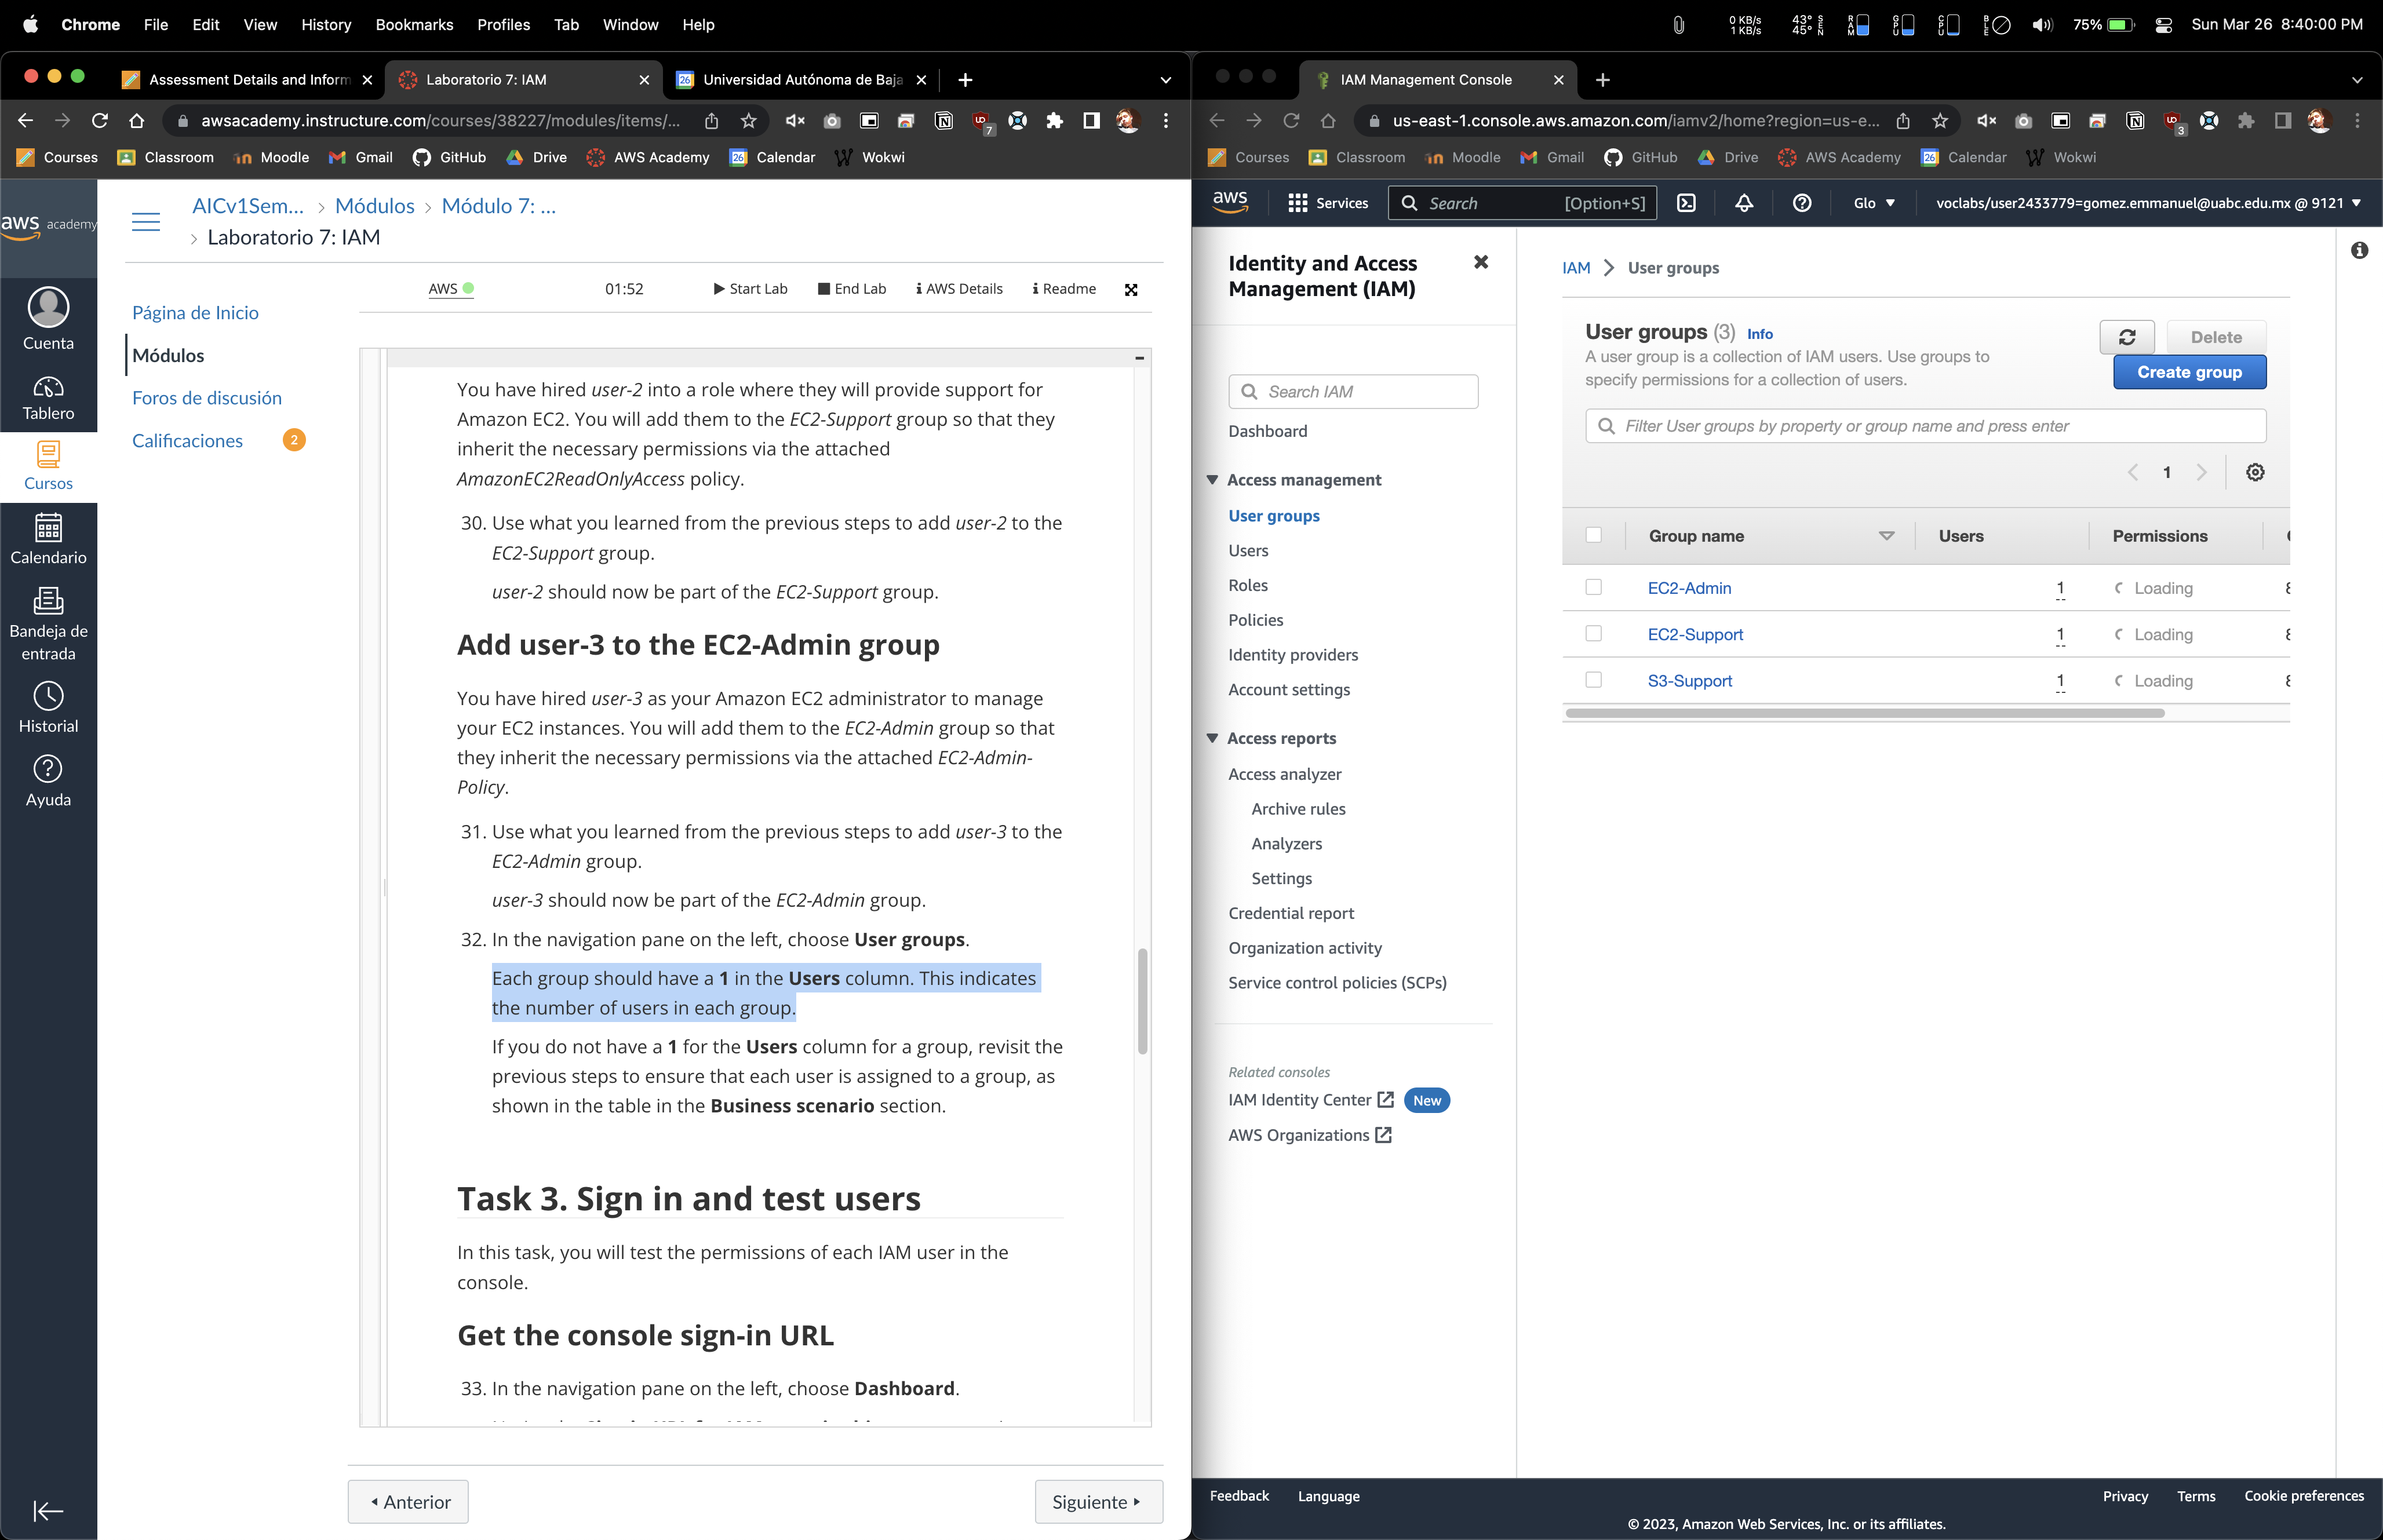 Chrome File Edit View History Bookmarks Profiles Tab Window Help
0 KB/s
1 KB/s
43°
45°
SEN
RAM
GPU
CPU
BLE
75%
Sun Mar 26 8:40:00 PM
Assessment Details and Inform
Laboratorio 7: IAM
26 Universidad Autónoma de Baja
awsacademy.instructure.com/courses/38227/modules/items/...
7
Courses Classroom Moodle Gmail GitHub Drive AWS Academy 26 Calendar Wokwi
aws academy
Cuenta
Tablero
Cursos
Calendario
Bandeja de
entrada
Historial
Ayuda
AICv1Sem... > Módulos > Módulo 7: ...
> Laboratorio 7: IAM
Página de Inicio
Módulos
Foros de discusión
Calificaciones 2
AWS 01:52 Start Lab End Lab AWS Details Readme
You have hired user-2 into a role where they will provide support for
Amazon EC2. You will add them to the EC2-Support group so that they
inherit the necessary permissions via the attached
AmazonEC2ReadOnlyAccess policy.
30. Use what you learned from the previous steps to add user-2 to the
EC2-Support group.
user-2 should now be part of the EC2-Support group.
Add user-3 to the EC2-Admin group
You have hired user-3 as your Amazon EC2 administrator to manage
your EC2 instances. You will add them to the EC2-Admin group so that
they inherit the necessary permissions via the attached EC2-Admin-
Policy.
31. Use what you learned from the previous steps to add user-3 to the
EC2-Admin group.
user-3 should now be part of the EC2-Admin group.
32. In the navigation pane on the left, choose User groups.
Each group should have a 1 in the Users column. This indicates
the number of users in each group.
If you do not have a 1 for the Users column for a group, revisit the
previous steps to ensure that each user is assigned to a group, as
shown in the table in the Business scenario section.
Task 3. Sign in and test users
In this task, you will test the permissions of each IAM user in the
console.
Get the console sign-in URL
33. In the navigation pane on the left, choose Dashboard.
Anterior
Siguiente
IAM Management Console
us-east-1.console.aws.amazon.com/iamv2/home?region=us-e...
3
Courses Classroom Moodle Gmail GitHub Drive AWS Academy 26 Calendar Wokwi
aws Services Search [Option+S] Glo voclabs/user2433779=gomez.emmanuel@uabc.edu.mx @ 9121
Identity and Access
Management (IAM)
Search IAM
Dashboard
Access management
User groups
Users
Roles
Policies
Identity providers
Account settings
Access reports
Access analyzer
Archive rules
Analyzers
Settings
Credential report
Organization activity
Service control policies (SCPs)
Related consoles
IAM Identity Center New
AWS Organizations
IAM > User groups
User groups (3) Info
A user group is a collection of IAM users. Use groups to
specify permissions for a collection of users.
Delete
Create group
Filter User groups by property or group name and press enter
1
Group name Users Permissions
EC2-Admin 1 Loading
EC2-Support 1 Loading
S3-Support 1 Loading
Feedback Language Privacy Terms Cookie preferences
© 2023, Amazon Web Services, Inc. or its affiliates.